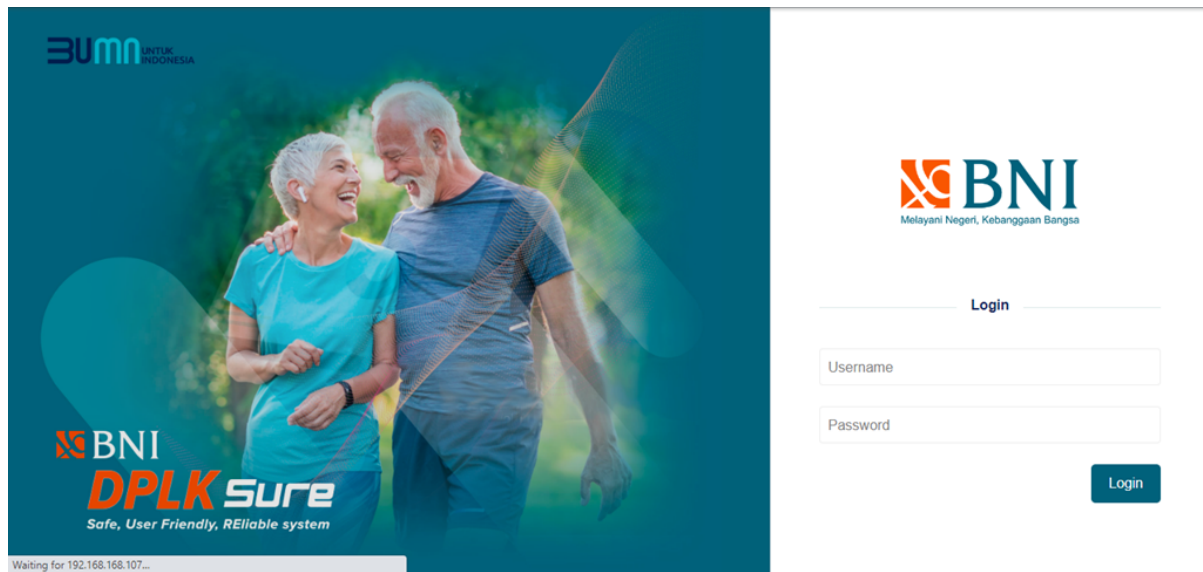 BUMN UNTUK
INDONESIA
BNI
DPLK Sure
Safe, User Friendly, REliable system
Waiting for 192.168.168.107...
BNI
Melayani Negeri, Kebanggaan Bangsa
Login
Username
Password
Login